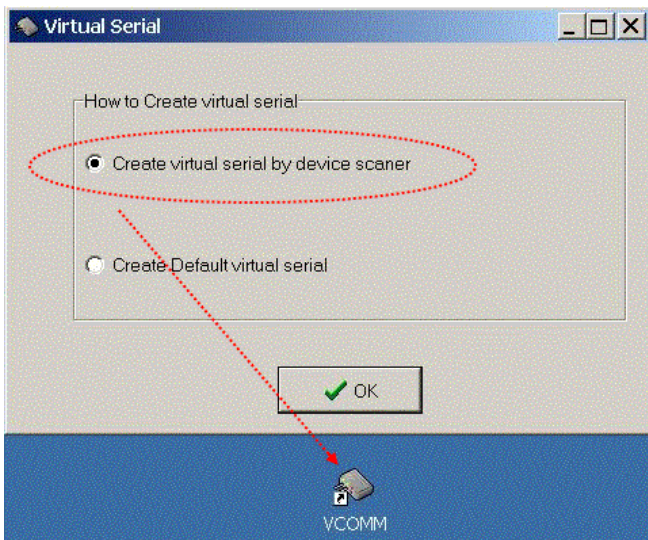 Virtual Serial
How to Create virtual serial
Create virtual serial by device scaner
Create Default virtual serial
OK
VCOMM